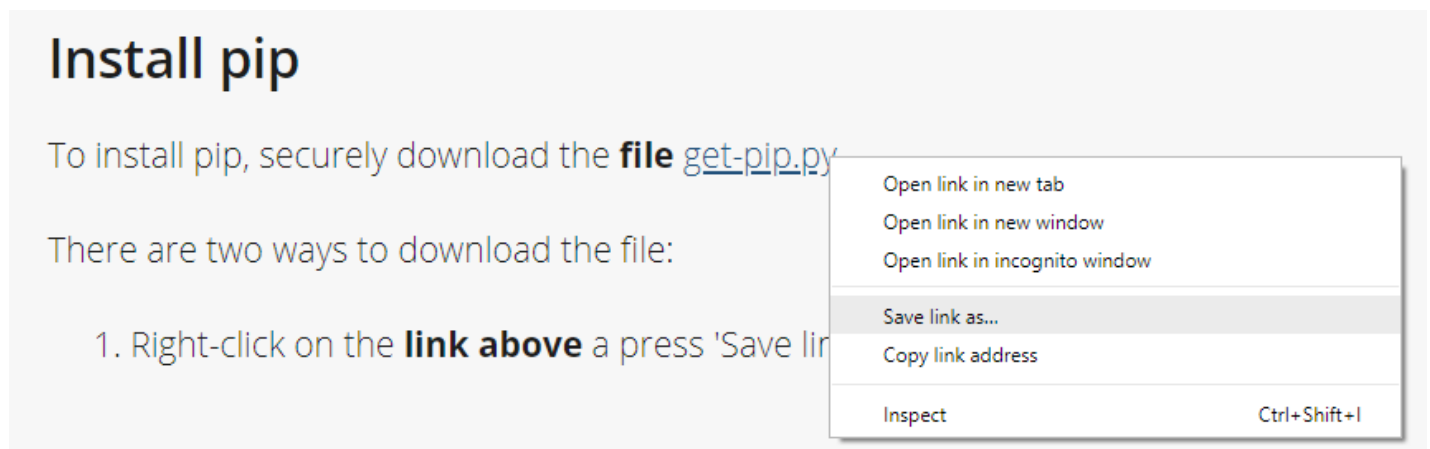 Install pip
To install pip, securely download the file get-pip.py
There are two ways to download the file:
1. Right-click on the link above a press 'Save lin
Open link in new tab
Open link in new window
Open link in incognito window
Save link as...
Copy link address
Inspect Ctrl+Shift+I